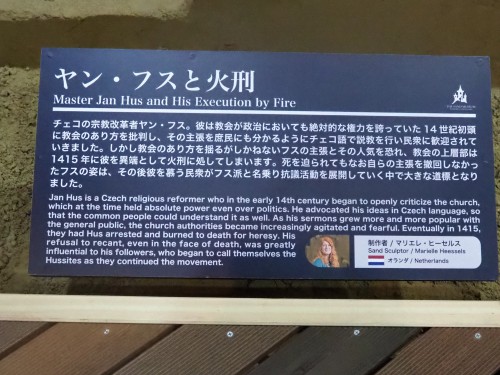 ヤン・フスと火刑
Master Jan Hus and His Execution by Fire
チェコの宗教改革者ヤン・フス。彼は教会が政治においても絶対的な権力を誇っていた 14 世紀初頭
に教会のあり方を批判し、その主張を庶民にも分かるようにチェコ語で説教を行い民衆に歓迎されて
いきました。しかし教会のあり方を揺るがしかねないフスの主張とその人気を恐れ、教会の上層部は
1415 年に彼を異端として火刑に処してしまいます。死を迫られてもなお自らの主張を撤回しなかっ
たフスの姿は、その後彼を慕う民衆がフス派と名乗り抗議活動を展開していく中で大きな道標となり
ました。
Jan Hus is a Czech religious reformer who in the early 14th century began to openly criticize the church,
which at the time held absolute power even over politics. He advocated his ideas in Czech language, so
that the common people could understand it as well. As his sermons grew more and more popular with
the general public, the church authorities became increasingly agitated and fearful. Eventually in 1415,
they had Hus arrested and burned to death for heresy. His
refusal to recant, even in the face of death, was greatly
influential to his followers, who began to call themselves the
Hussites as they continued the movement.
制作者 / マリエレ・ヒーセルス
Sand Sculptor / Marielle Heessels
オランダ / Netherlands